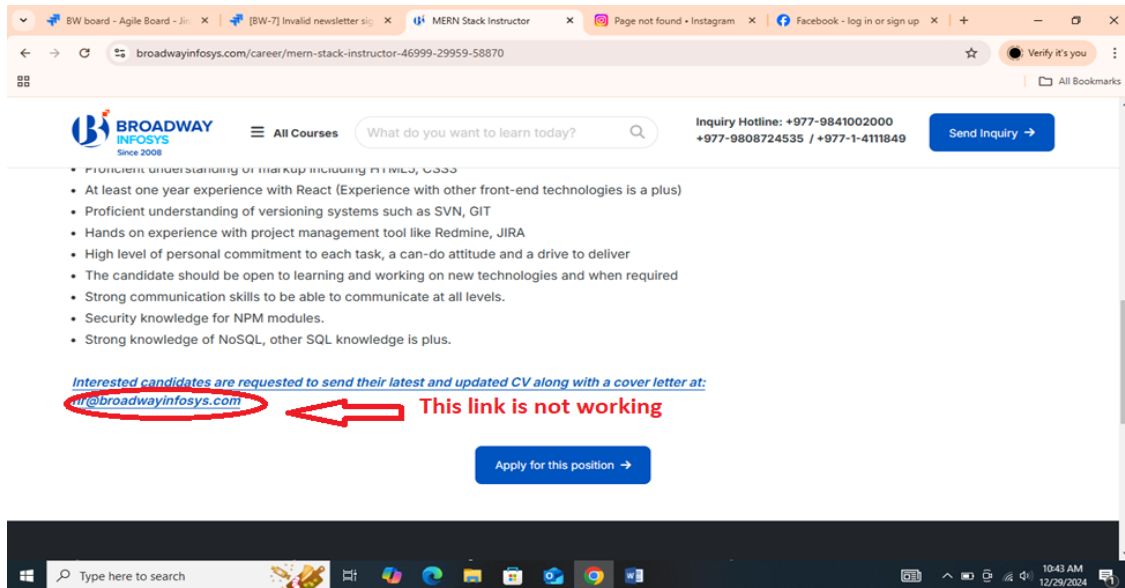 BW board - Agile Board - Jir
[BW-7] Invalid newsletter sig
MERN Stack Instructor
Page not found • Instagram
Facebook - log in or sign up
broadwayinfosys.com/career/mern-stack-instructor-46999-29959-58870
Verify it's you
All Bookmarks
BROADWAY
INFOSYS
Since 2008
All Courses
What do you want to learn today?
Inquiry Hotline: +977-9841002000
+977-9808724535 / +977-1-4111849
Send Inquiry →
• Proficient understanding of markup including HTML5, CSS3
• At least one year experience with React (Experience with other front-end technologies is a plus)
• Proficient understanding of versioning systems such as SVN, GIT
• Hands on experience with project management tool like Redmine, JIRA
• High level of personal commitment to each task, a can-do attitude and a drive to deliver
• The candidate should be open to learning and working on new technologies and when required
• Strong communication skills to be able to communicate at all levels.
• Security knowledge for NPM modules.
• Strong knowledge of NoSQL, other SQL knowledge is plus.
Interested candidates are requested to send their latest and updated CV along with a cover letter at:
hr@broadwayinfosys.com
This link is not working
Apply for this position →
Type here to search
10:43 AM
12/29/2024
1